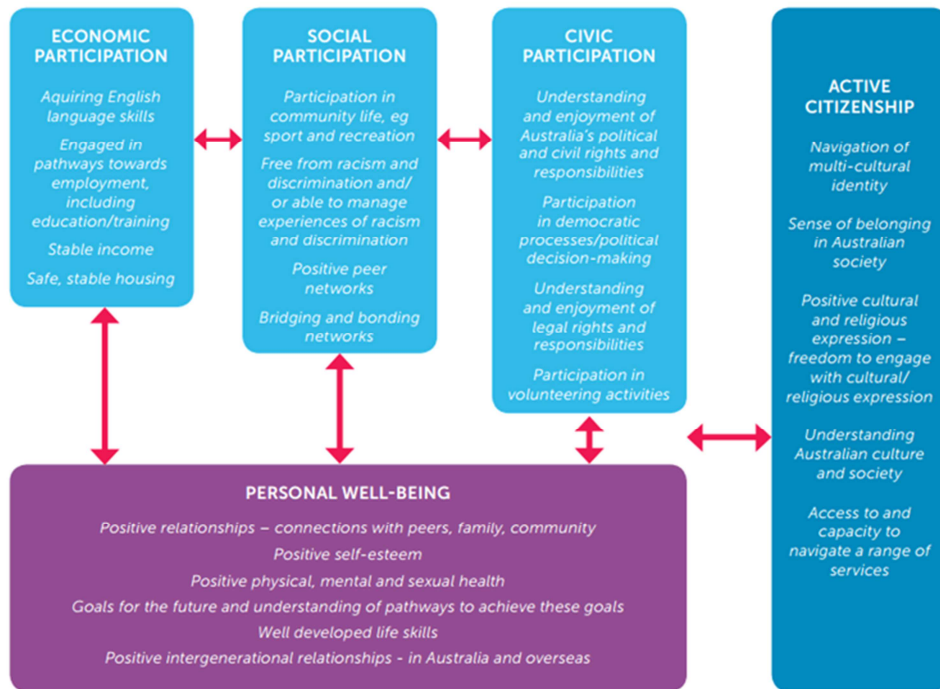 ECONOMIC
PARTICIPATION
Aquiring English
language skills
Engaged in
pathways towards
employment,
including
education/training
Stable income
Safe, stable housing
SOCIAL
PARTICIPATION
Participation in
community life, eg
sport and recreation
Free from racism and
discrimination and/
or able to manage
experiences of racism
and discrimination
Positive peer
networks
Bridging and bonding
networks
CIVIC
PARTICIPATION
Understanding
and enjoyment of
Australia's political
and civil rights and
responsibilities
Participation
in democratic
processes/political
decision-making
Understanding
and enjoyment of
legal rights and
responsibilities
Participation in
volunteering activities
ACTIVE
CITIZENSHIP
Navigation of
multi-cultural
identity
Sense of belonging
in Australian
society
Positive cultural
and religious
expression –
freedom to engage
with cultural/
religious expression
Understanding
Australian culture
and society
Access to and
capacity to
navigate a range of
services
PERSONAL WELL-BEING
Positive relationships – connections with peers, family, community
Positive self-esteem
Positive physical, mental and sexual health
Goals for the future and understanding of pathways to achieve these goals
Well developed life skills
Positive intergenerational relationships - in Australia and overseas